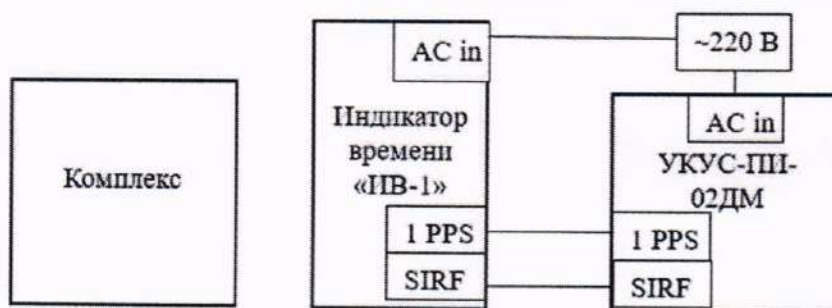 Комплекс
AC in
Индикатор
времени
«ИВ-1»
1 PPS
SIRF
~220 В
AC in
УКУС-ПИ-
02ДМ
1 PPS
SIRF